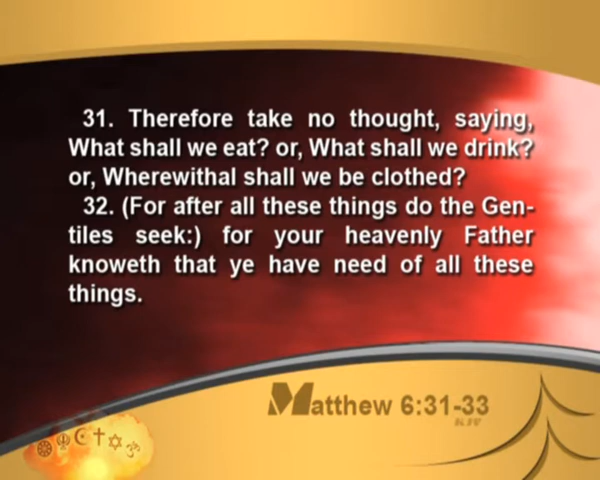 31. Therefore take no thought, saying,
What shall we eat? or, What shall we drink?
or, Wherewithal shall we be clothed?
32. (For after all these things do the Gen-
tiles seek:) for your heavenly Father
knoweth that ye have need of all these
things.
Matthew 6:31-33
KJV